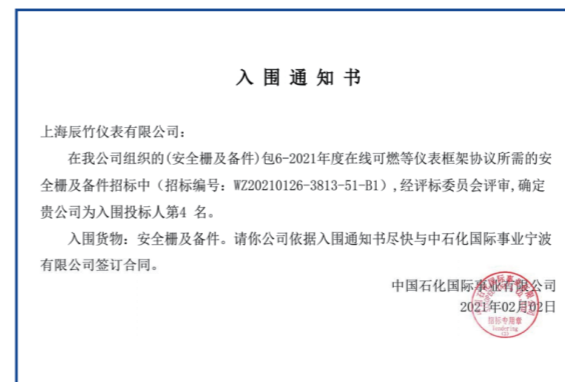 入围通知书
上海辰竹仪表有限公司：
在我公司组织的(安全栅及备件)包6-2021年度在线可燃等仪表框架协议所需的安
全栅及备件招标中（招标编号：WZ20210126-3813-51-B1）,经评标委员会评审,确定
贵公司为入围投标人第4 名。
入围货物：安全栅及备件。请你公司依据入围通知书尽快与中石化国际事业宁波
有限公司签订合同。
中国石化国际事业有限公司
2021年02月02日
招标专用章
Tendering